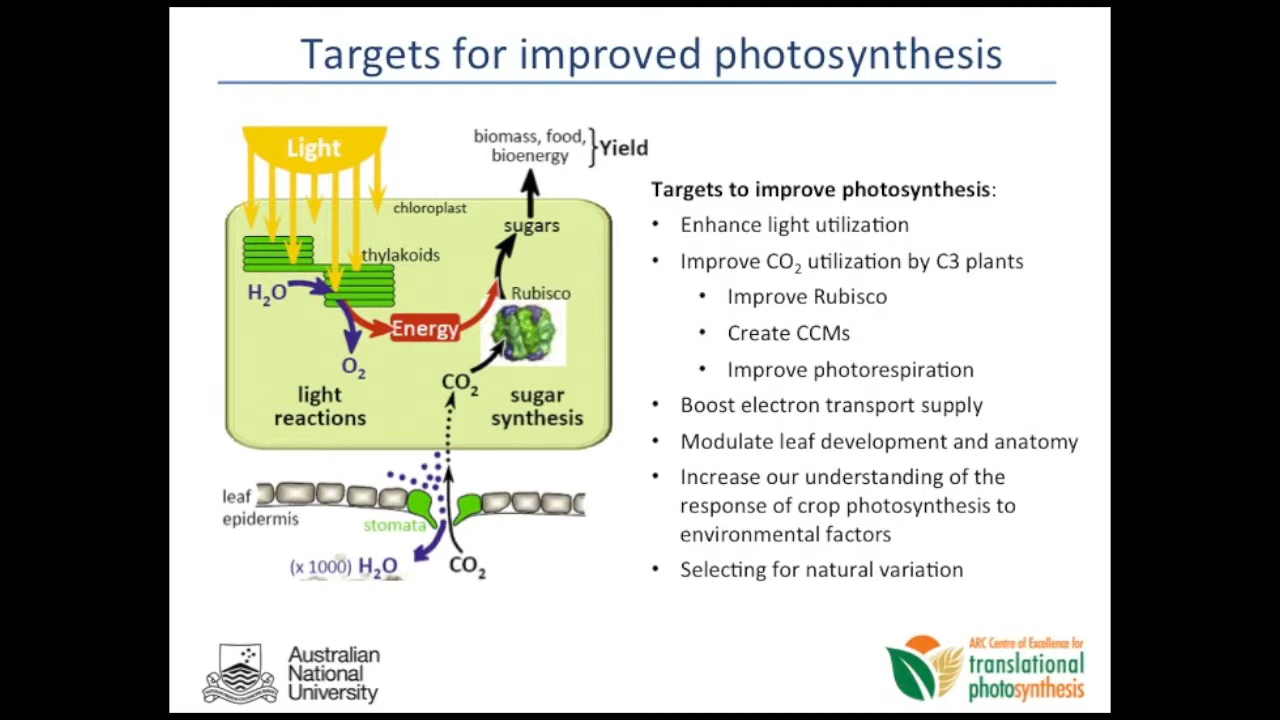 Targets for improved photosynthesis
Light
biomass, food,
bioenergy
Yield
chloroplast
sugars
thylakoids
H₂O
Rubisco
Energy
O₂
CO₂
light
reactions
sugar
synthesis
leaf
epidermis
stomata
(x 1000) H₂O
CO₂
Targets to improve photosynthesis:
• Enhance light utilization
• Improve CO₂ utilization by C3 plants
• Improve Rubisco
• Create CCMs
• Improve photorespiration
• Boost electron transport supply
• Modulate leaf development and anatomy
• Increase our understanding of the
response of crop photosynthesis to
environmental factors
• Selecting for natural variation
Australian
National
University
ARC Centre of Excellence for
translational
photosynthesis